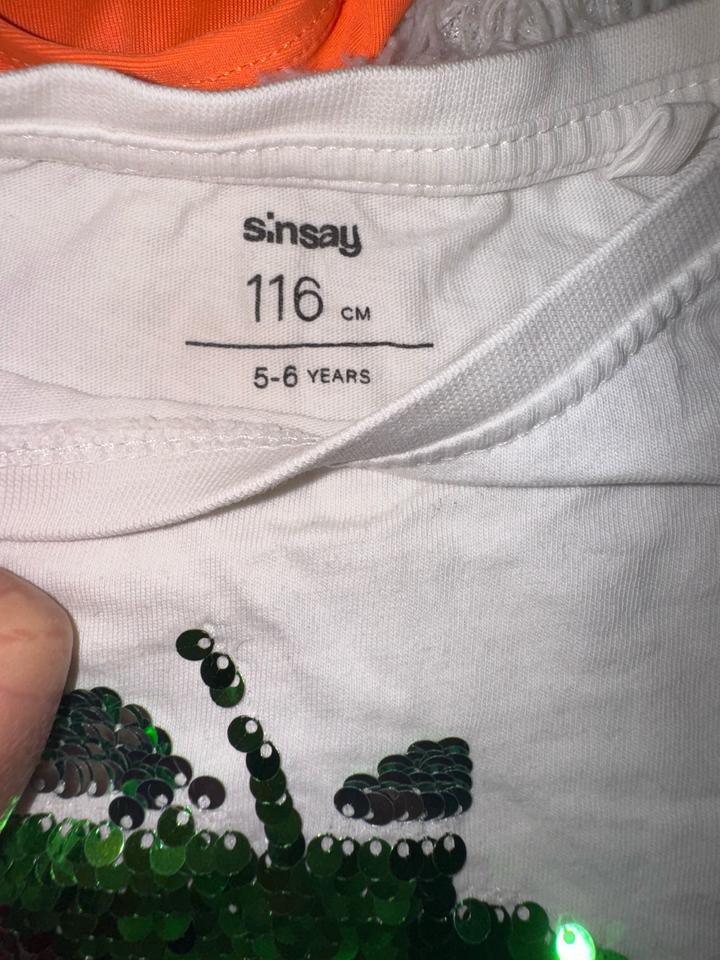 sinsay
116 CM
5-6 YEARS